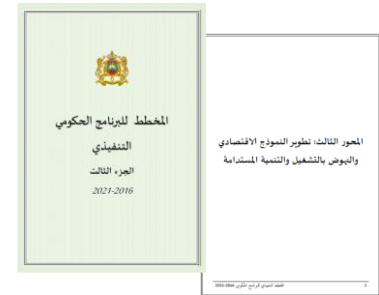 المخطط للبرنامج الحكومي
التنفيذي
الجزء الثالث
2021-2016
المحور الثالث: تطوير النموذج الاقتصادي
والنهوض بالتشغيل والتنمية المستدامة